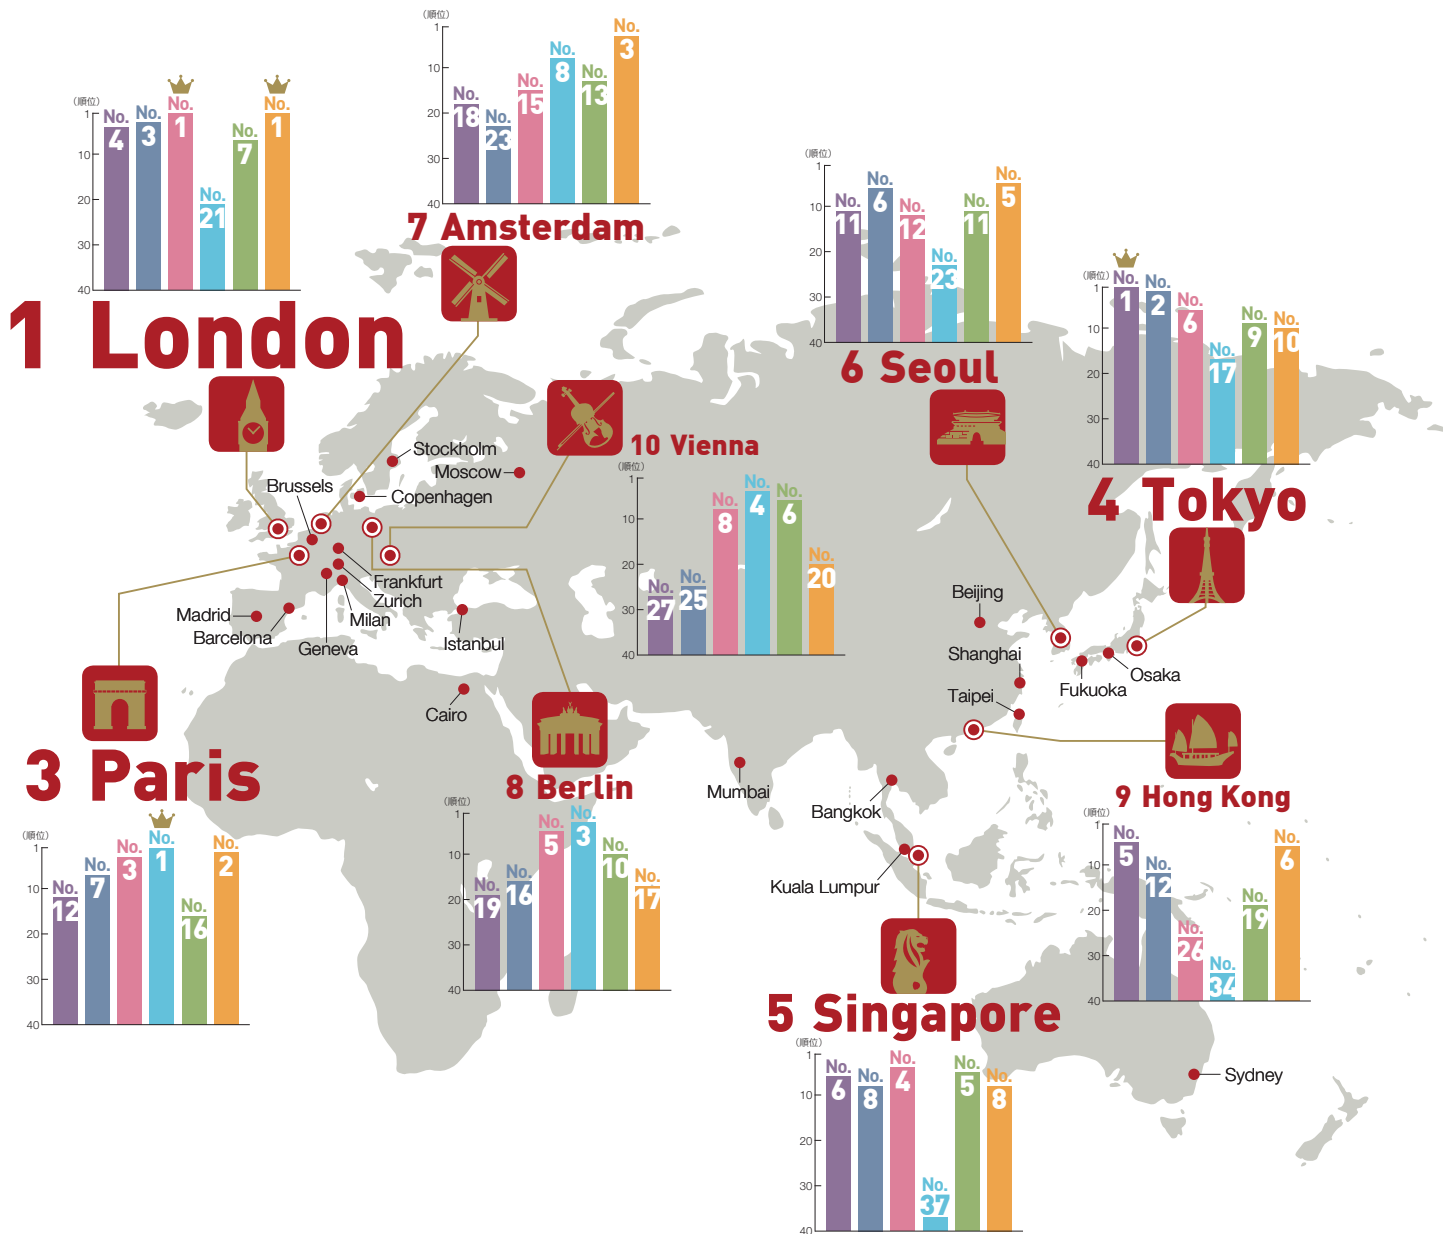 (順位)
1
10
20
30
40
No.
4
No.
3
No.
1
No.
21
No.
7
No.
1
1 London
(順位)
1
10
20
30
40
No.
18
No.
23
No.
15
No.
8
No.
13
No.
3
7 Amsterdam
(順位)
1
10
20
30
40
No.
11
No.
6
No.
12
No.
23
No.
11
No.
5
6 Seoul
(順位)
1
10
20
30
40
No.
1
No.
2
No.
6
No.
17
No.
9
No.
10
4 Tokyo
10 Vienna
(順位)
1
10
20
30
40
No.
27
No.
25
No.
8
No.
4
No.
6
No.
20
Stockholm
Moscow
Brussels
Copenhagen
Frankfurt
Zurich
Milan
Madrid
Barcelona
Geneva
Istanbul
Cairo
Beijing
Shanghai
Taipei
Osaka
Fukuoka
Mumbai
Bangkok
Kuala Lumpur
Sydney
3 Paris
(順位)
1
10
20
30
40
No.
12
No.
7
No.
3
No.
1
No.
16
No.
2
8 Berlin
(順位)
1
10
20
30
40
No.
19
No.
16
No.
5
No.
3
No.
10
No.
17
9 Hong Kong
(順位)
1
10
20
30
40
No.
5
No.
12
No.
26
No.
34
No.
19
No.
6
5 Singapore
(順位)
1
10
20
30
40
No.
6
No.
8
No.
4
No.
37
No.
5
No.
8